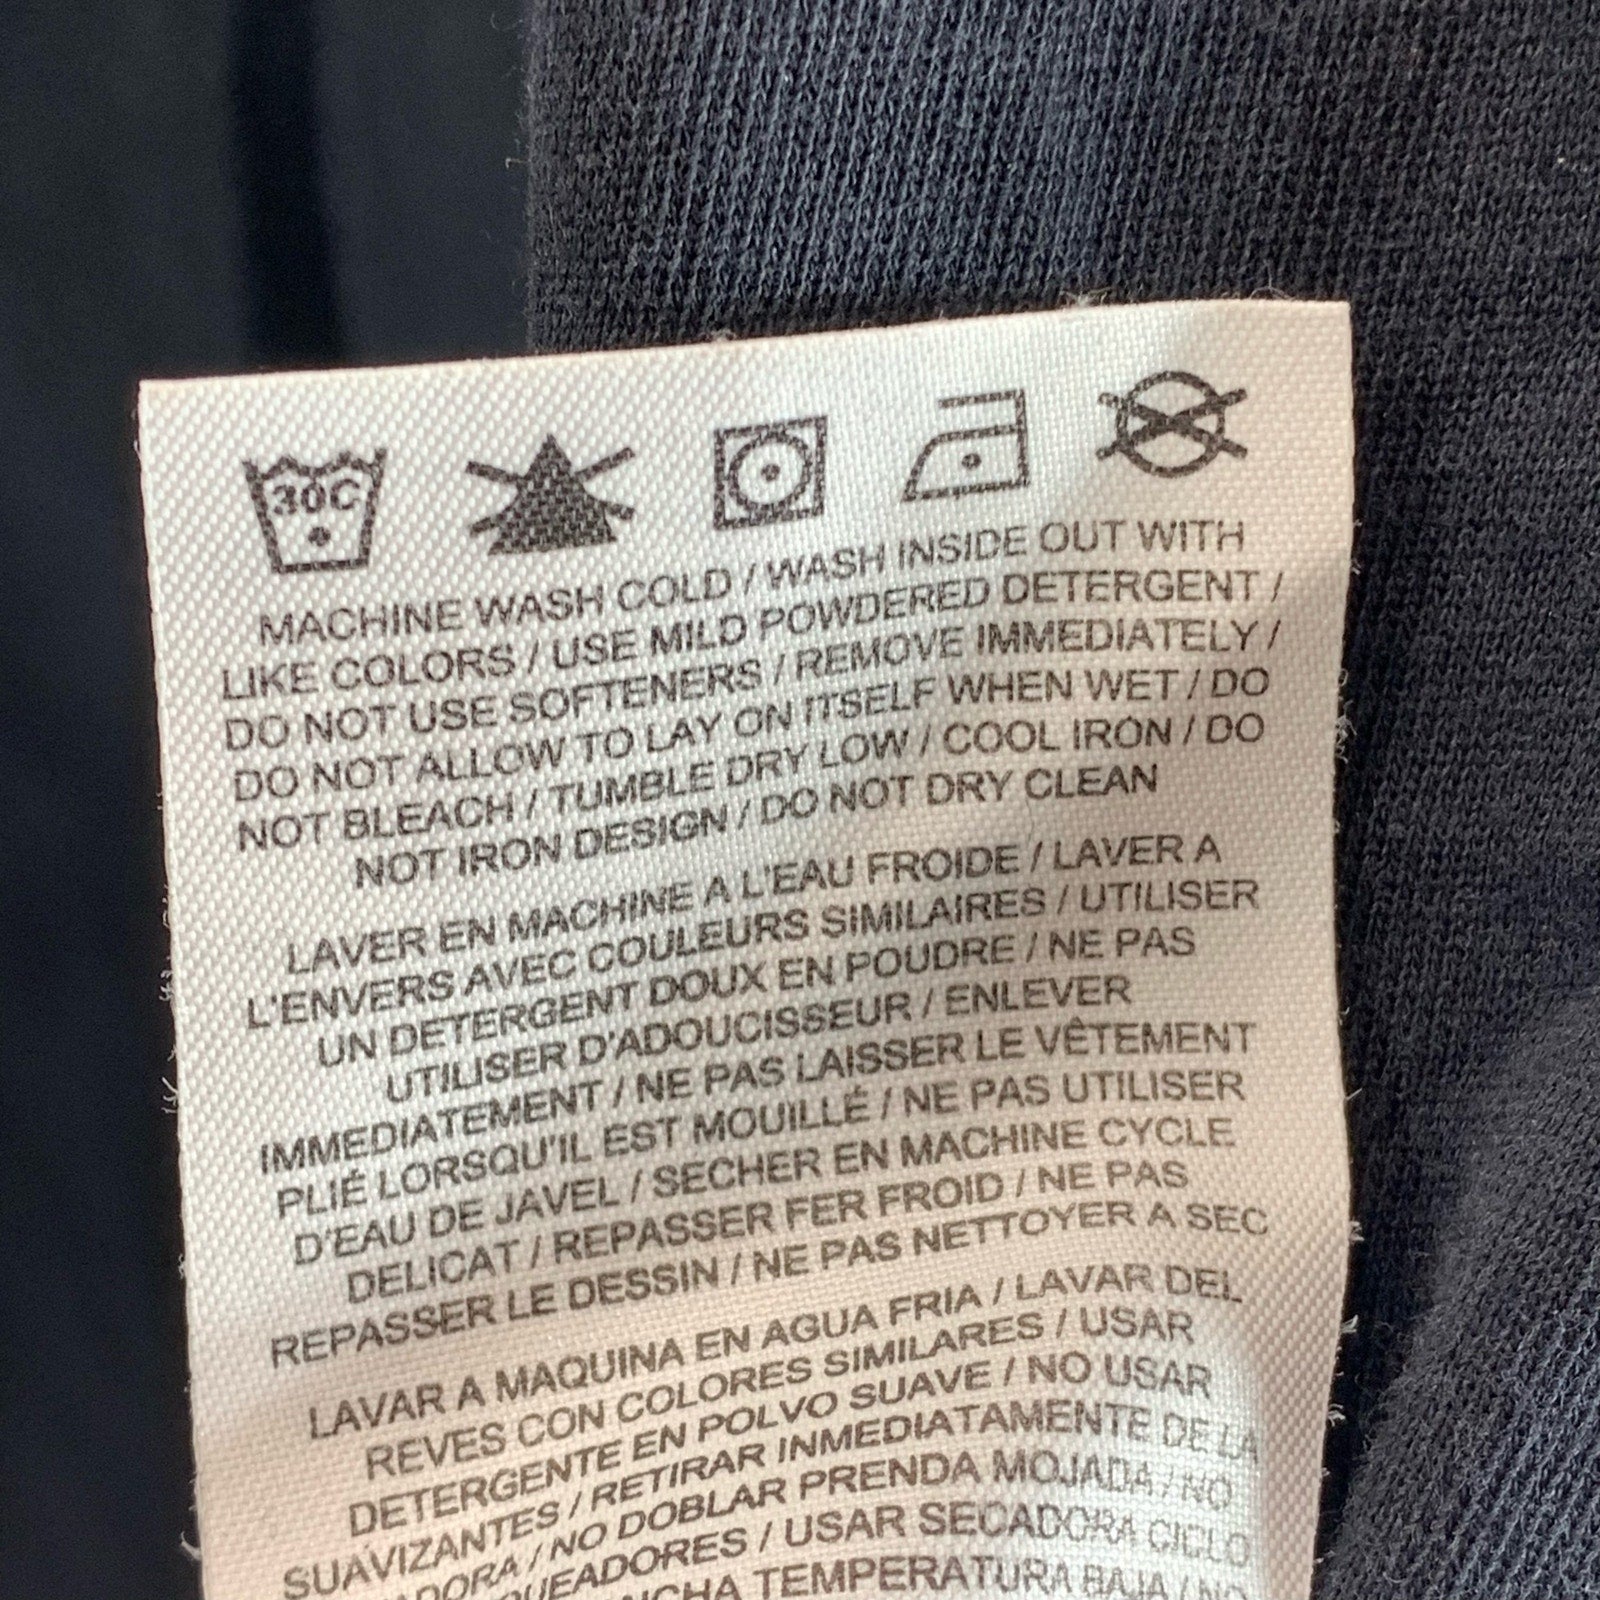 30C
MACHINE WASH COLD / WASH INSIDE OUT WITH
LIKE COLORS / USE MILD POWDERED DETERGENT /
DO NOT USE SOFTENERS / REMOVE IMMEDIATELY /
DO NOT ALLOW TO LAY ON ITSELF WHEN WET / DO
NOT BLEACH / TUMBLE DRY LOW / COOL IRON / DO
NOT IRON DESIGN / DO NOT DRY CLEAN
LAVER EN MACHINE A L'EAU FROIDE / LAVER A
L'ENVERS AVEC COULEURS SIMILAIRES / UTILISER
UN DETERGENT DOUX EN POUDRE / NE PAS
UTILISER D'ADOUCISSEUR / ENLEVER
IMMEDIATEMENT / NE PAS LAISSER LE VÊTEMENT
PLIÉ LORSQU'IL EST MOUILLÉ / NE PAS UTILISER
D'EAU DE JAVEL / SECHER EN MACHINE CYCLE
DELICAT / REPASSER FER FROID / NE PAS
REPASSER LE DESSIN / NE PAS NETTOYER A SEC
LAVAR A MAQUINA EN AGUA FRIA / LAVAR DEL
REVES CON COLORES SIMILARES / USAR
DETERGENTE EN POLVO SUAVE / NO USAR
SUAVIZANTES / RETIRAR INMEDIATAMENTE DE LA
/ NO DOBLAR PRENDA MOJADA / NO
/ USAR SECADORA CICLO
TEMPERATURA BAJA / NO